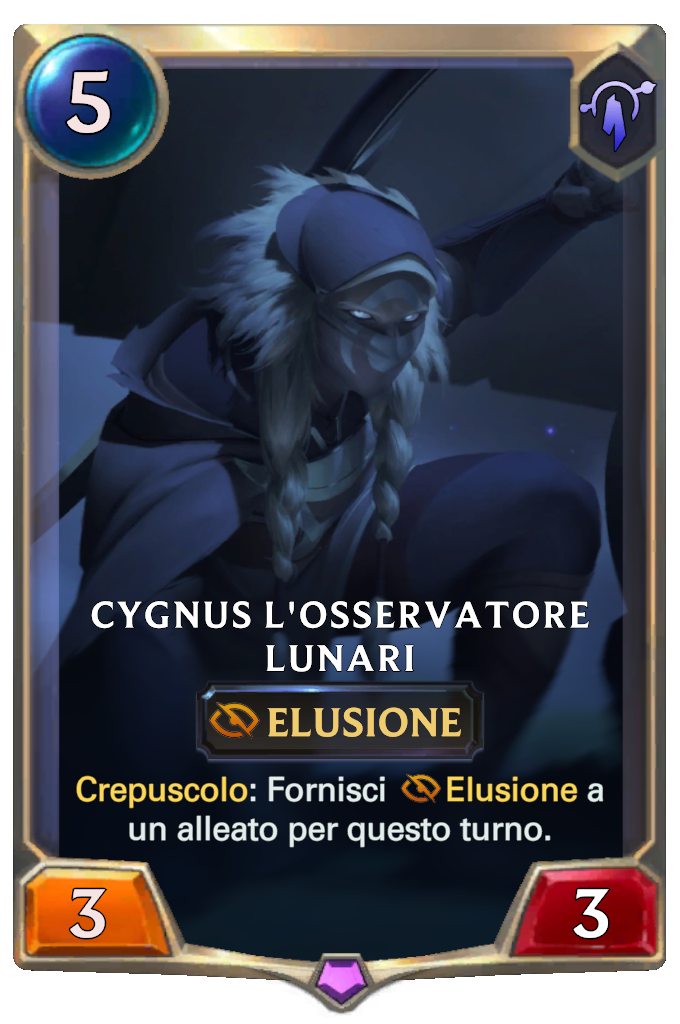 5
CYGNUS L'OSSERVATORE
LUNARI
ELUSIONE
Crepuscolo: Fornisci Elusione a
un alleato per questo turno.
3
3